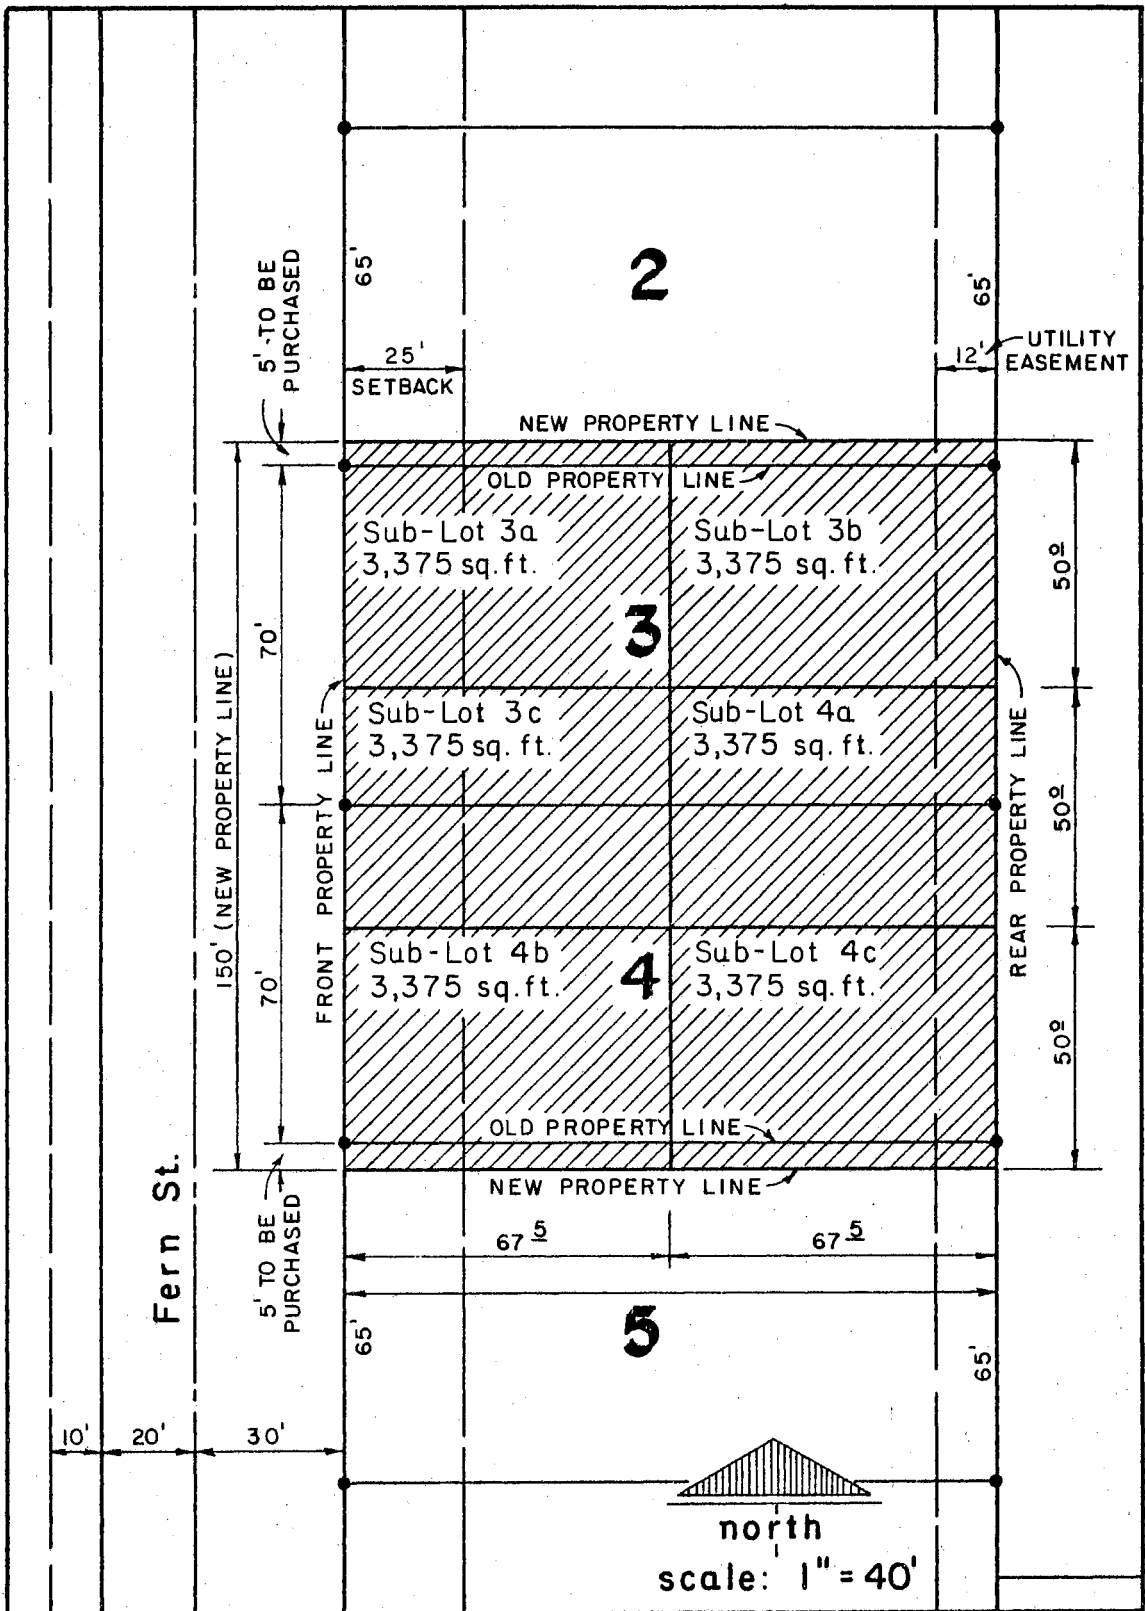 2
65'
65'
5' TO BE
PURCHASED
25'
SETBACK
12'
UTILITY
EASEMENT
NEW PROPERTY LINE
OLD PROPERTY LINE
Sub-Lot 3a
3,375 sq. ft.
Sub-Lot 3b
3,375 sq. ft.
3
50º
70'
150' (NEW PROPERTY LINE)
FRONT PROPERTY LINE
REAR PROPERTY LINE
Sub-Lot 3c
3,375 sq. ft.
Sub-Lot 4a
3,375 sq. ft.
50º
70'
Sub-Lot 4b
3,375 sq. ft.
4
Sub-Lot 4c
3,375 sq. ft.
50º
OLD PROPERTY LINE
NEW PROPERTY LINE
Fern St.
5' TO BE
PURCHASED
67 5
67 5
5
65'
65'
10'
20'
30'
north
scale: 1" = 40'